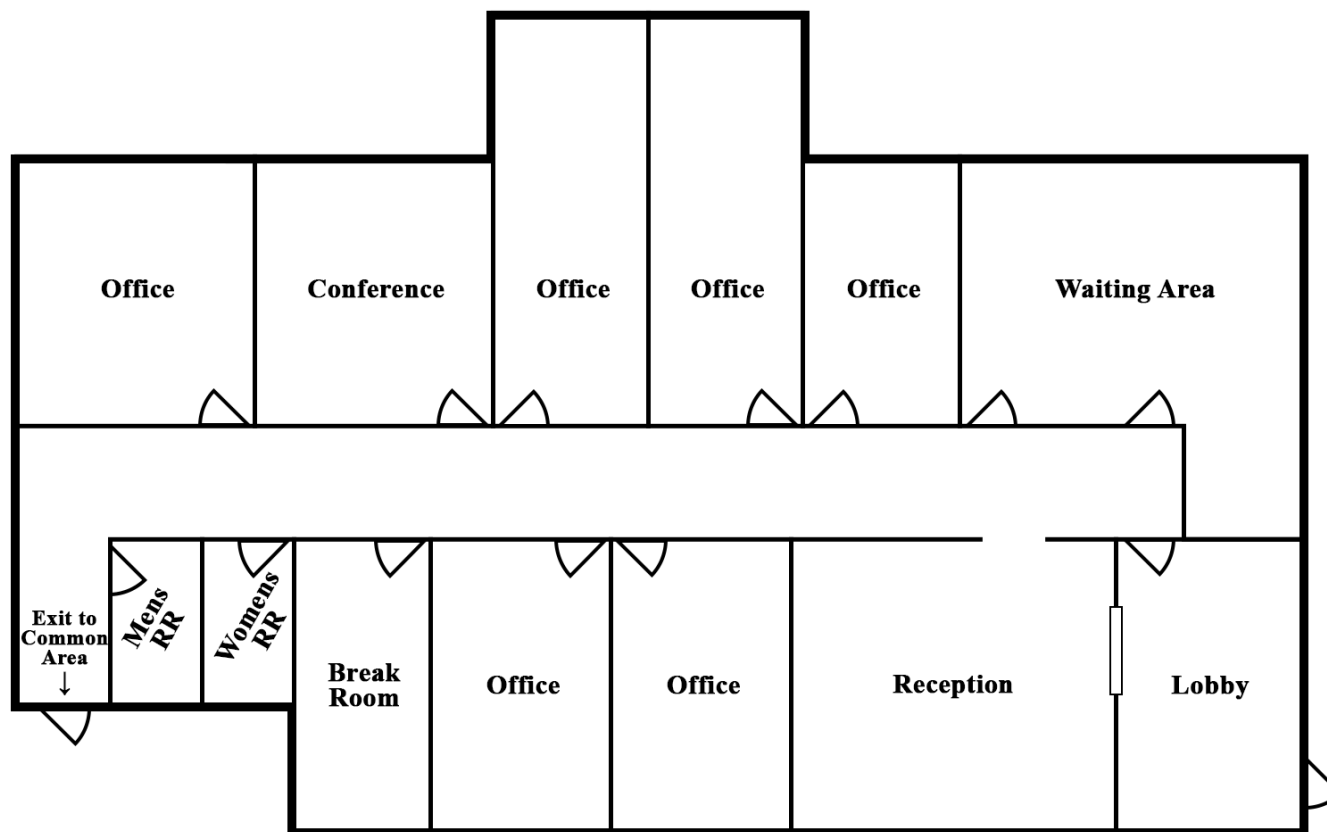 Office
Conference
Office
Office
Office
Waiting Area
Exit to
Common
Area
↓
Mens
RR
Womens
RR
Break
Room
Office
Office
Reception
Lobby